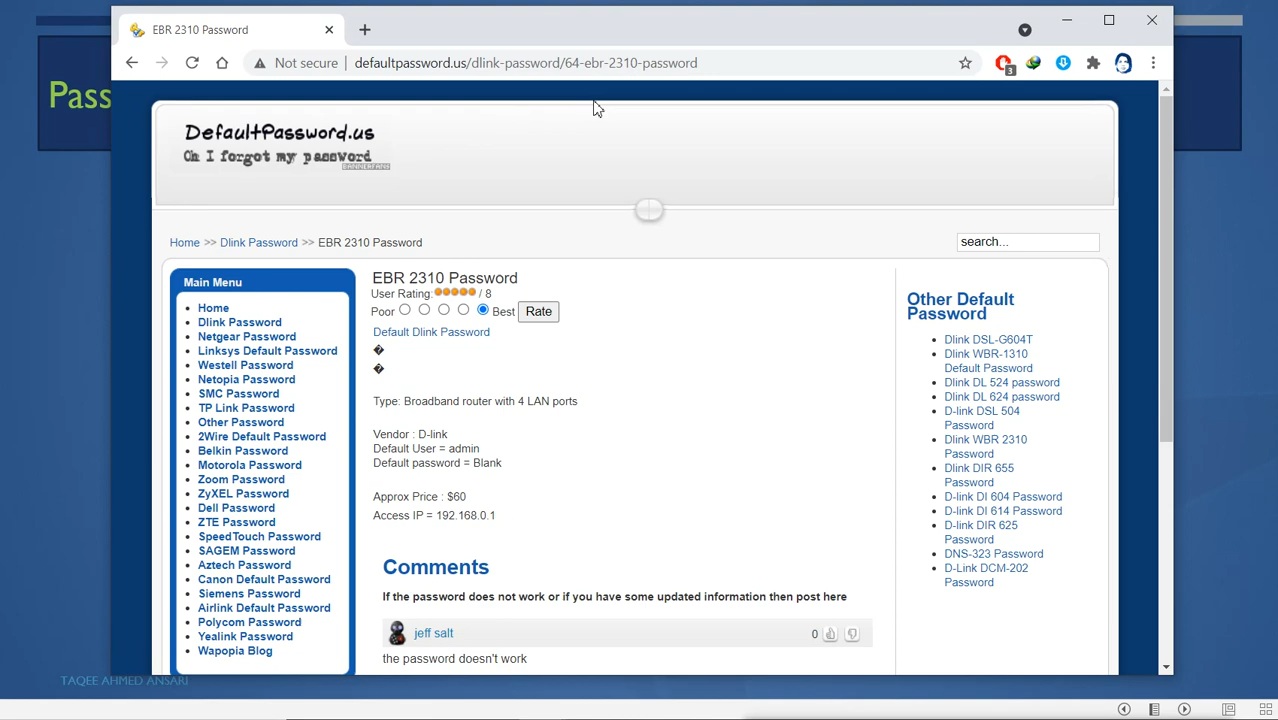 EBR 2310 Password
Not secure | defaultpassword.us/dlink-password/64-ebr-2310-password
3
Pass
DefaultPassword.us
Oh I forgot my password
BANNERFANS
Home >> Dlink Password >> EBR 2310 Password
search...
Main Menu
Home
Dlink Password
Netgear Password
Linksys Default Password
Westell Password
Netopia Password
SMC Password
TP Link Password
Other Password
2Wire Default Password
Belkin Password
Motorola Password
Zoom Password
ZyXEL Password
Dell Password
ZTE Password
SpeedTouch Password
SAGEM Password
Aztech Password
Canon Default Password
Siemens Password
Airlink Default Password
Polycom Password
Yealink Password
Wapopia Blog
EBR 2310 Password
User Rating: / 8
Poor Best Rate
Default Dlink Password
�
�
Type: Broadband router with 4 LAN ports
Vendor : D-link
Default User = admin
Default password = Blank
Approx Price : $60
Access IP = 192.168.0.1
Comments
If the password does not work or if you have some updated information then post here
jeff salt
0
the password doesn't work
Other Default
Password
Dlink DSL-G604T
Dlink WBR-1310
Default Password
Dlink DL 524 password
Dlink DL 624 password
D-link DSL 504
Password
Dlink WBR 2310
Password
Dlink DIR 655
Password
D-link DI 604 Password
D-link DI 614 Password
D-link DIR 625
Password
DNS-323 Password
D-Link DCM-202
Password
TAQEE AHMED ANSARI